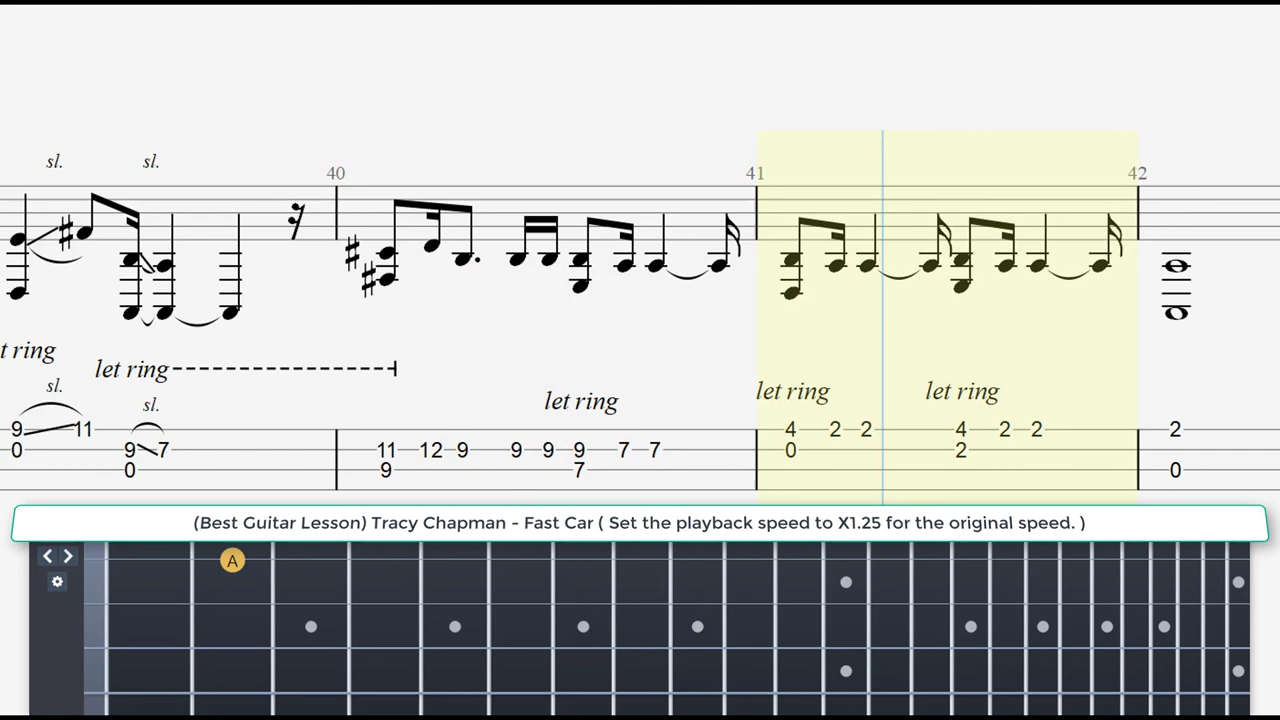 sl. sl. 40 41 42
t ring let ring
let ring let ring let ring
sl. sl.
9 11 4 2 2 4 2 2 2
0 9 7 11 12 9 9 9 9 7 7 0 2
0 9 7 0
(Best Guitar Lesson) Tracy Chapman - Fast Car ( Set the playback speed to X1.25 for the original speed. )
A